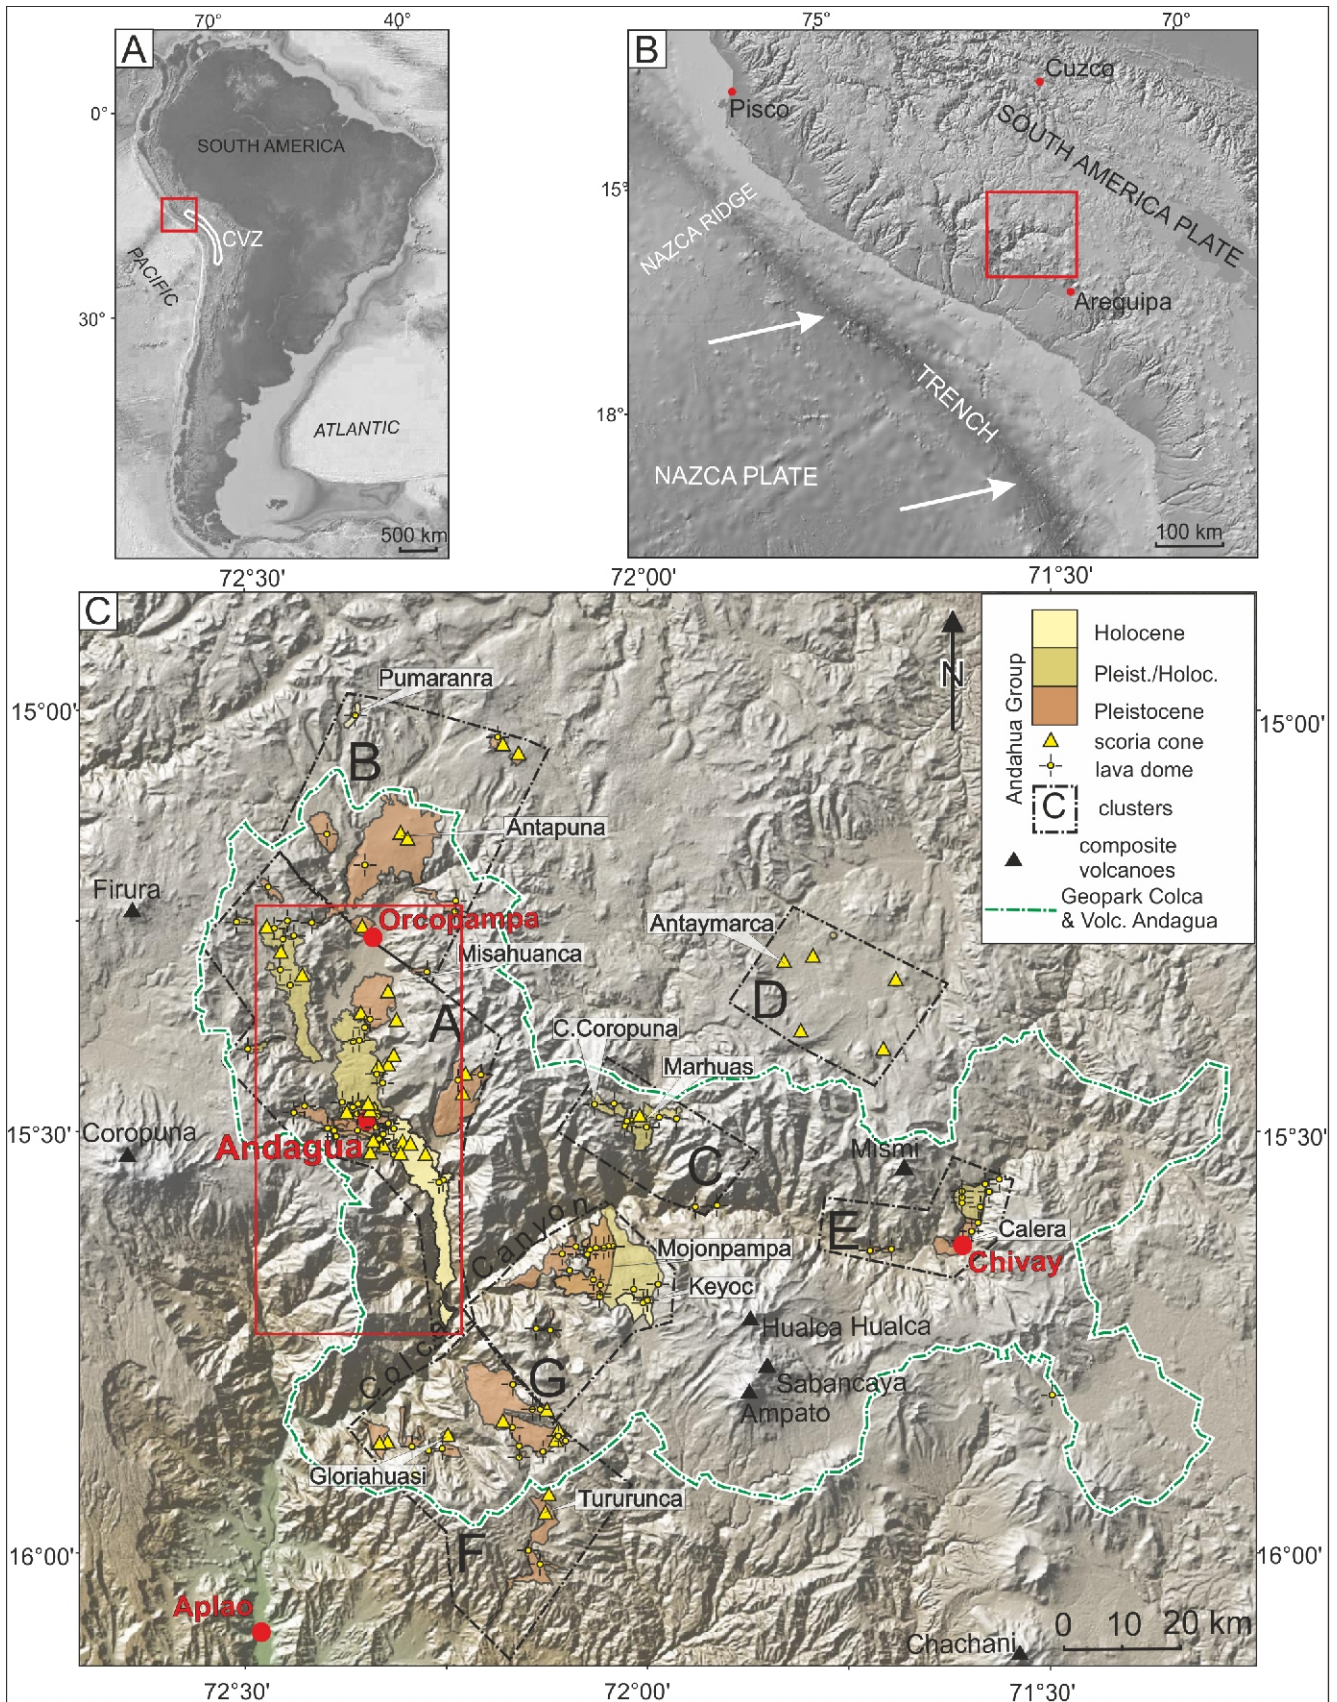 70°
40°
75°
70°
A
0°
SOUTH AMERICA
CVZ
PACIFIC
30°
ATLANTIC
500 km
B
Cuzco
Pisco
SOUTH AMERICA PLATE
15°
NAZCA RIDGE
Arequipa
TRENCH
18°
NAZCA PLATE
100 km
72°30'
72°00'
71°30'
C
N
Andahua Group
Holocene
Pleist./Holoc.
Pleistocene
scoria cone
lava dome
C
clusters
composite
volcanoes
Geopark Colca
& Volc. Andagua
Pumaranra
15°00'
15°00'
B
Antapuna
Firura
Orcopampa
Antaymarca
Misahuanca
D
A
C.Coropuna
Marhuas
15°30'
15°30'
Coropuna
Andagua
Mismi
C
Colca Canyon
E
Calera
Chivay
Mojonpampa
Keyoc
Hualca Hualca
G
Sabancaya
Ampato
Gloriahuasi
Tururunca
F
16°00'
16°00'
Aplao
Chachani
0 10 20 km
72°30'
72°00'
71°30'